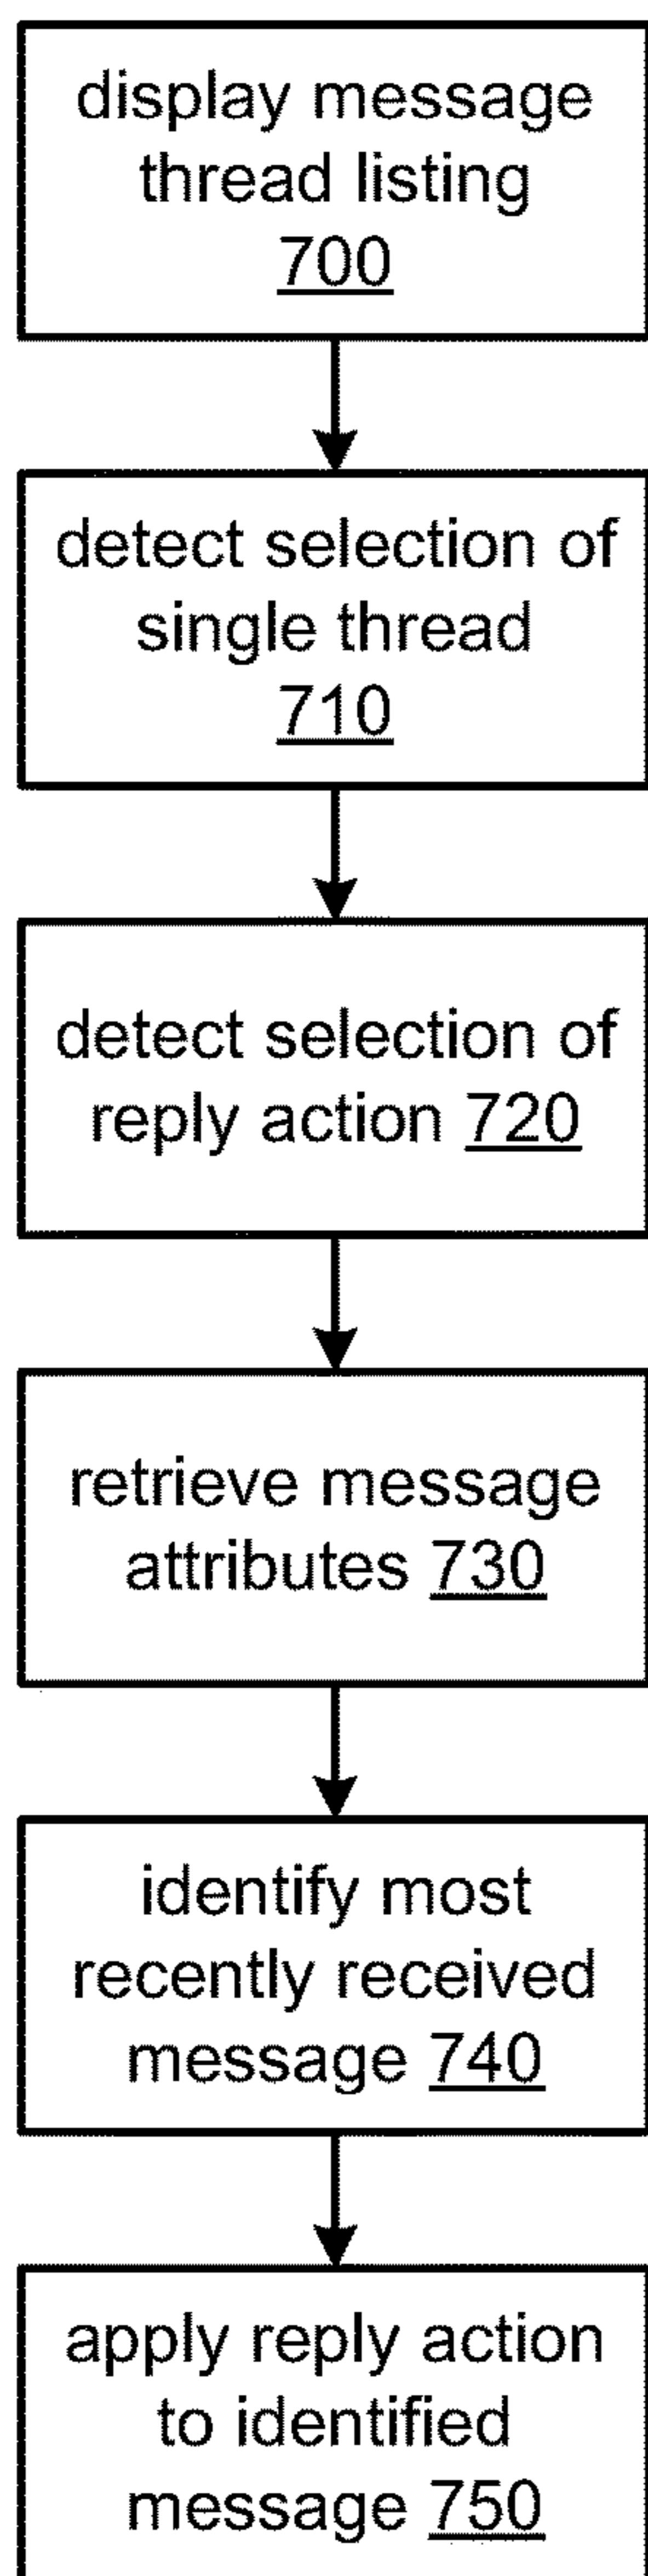 display message
thread listing
700
detect selection of
single thread
710
detect selection of
reply action 720
retrieve message
attributes 730
identify most
recently received
message 740
apply reply action
to identified
message 750